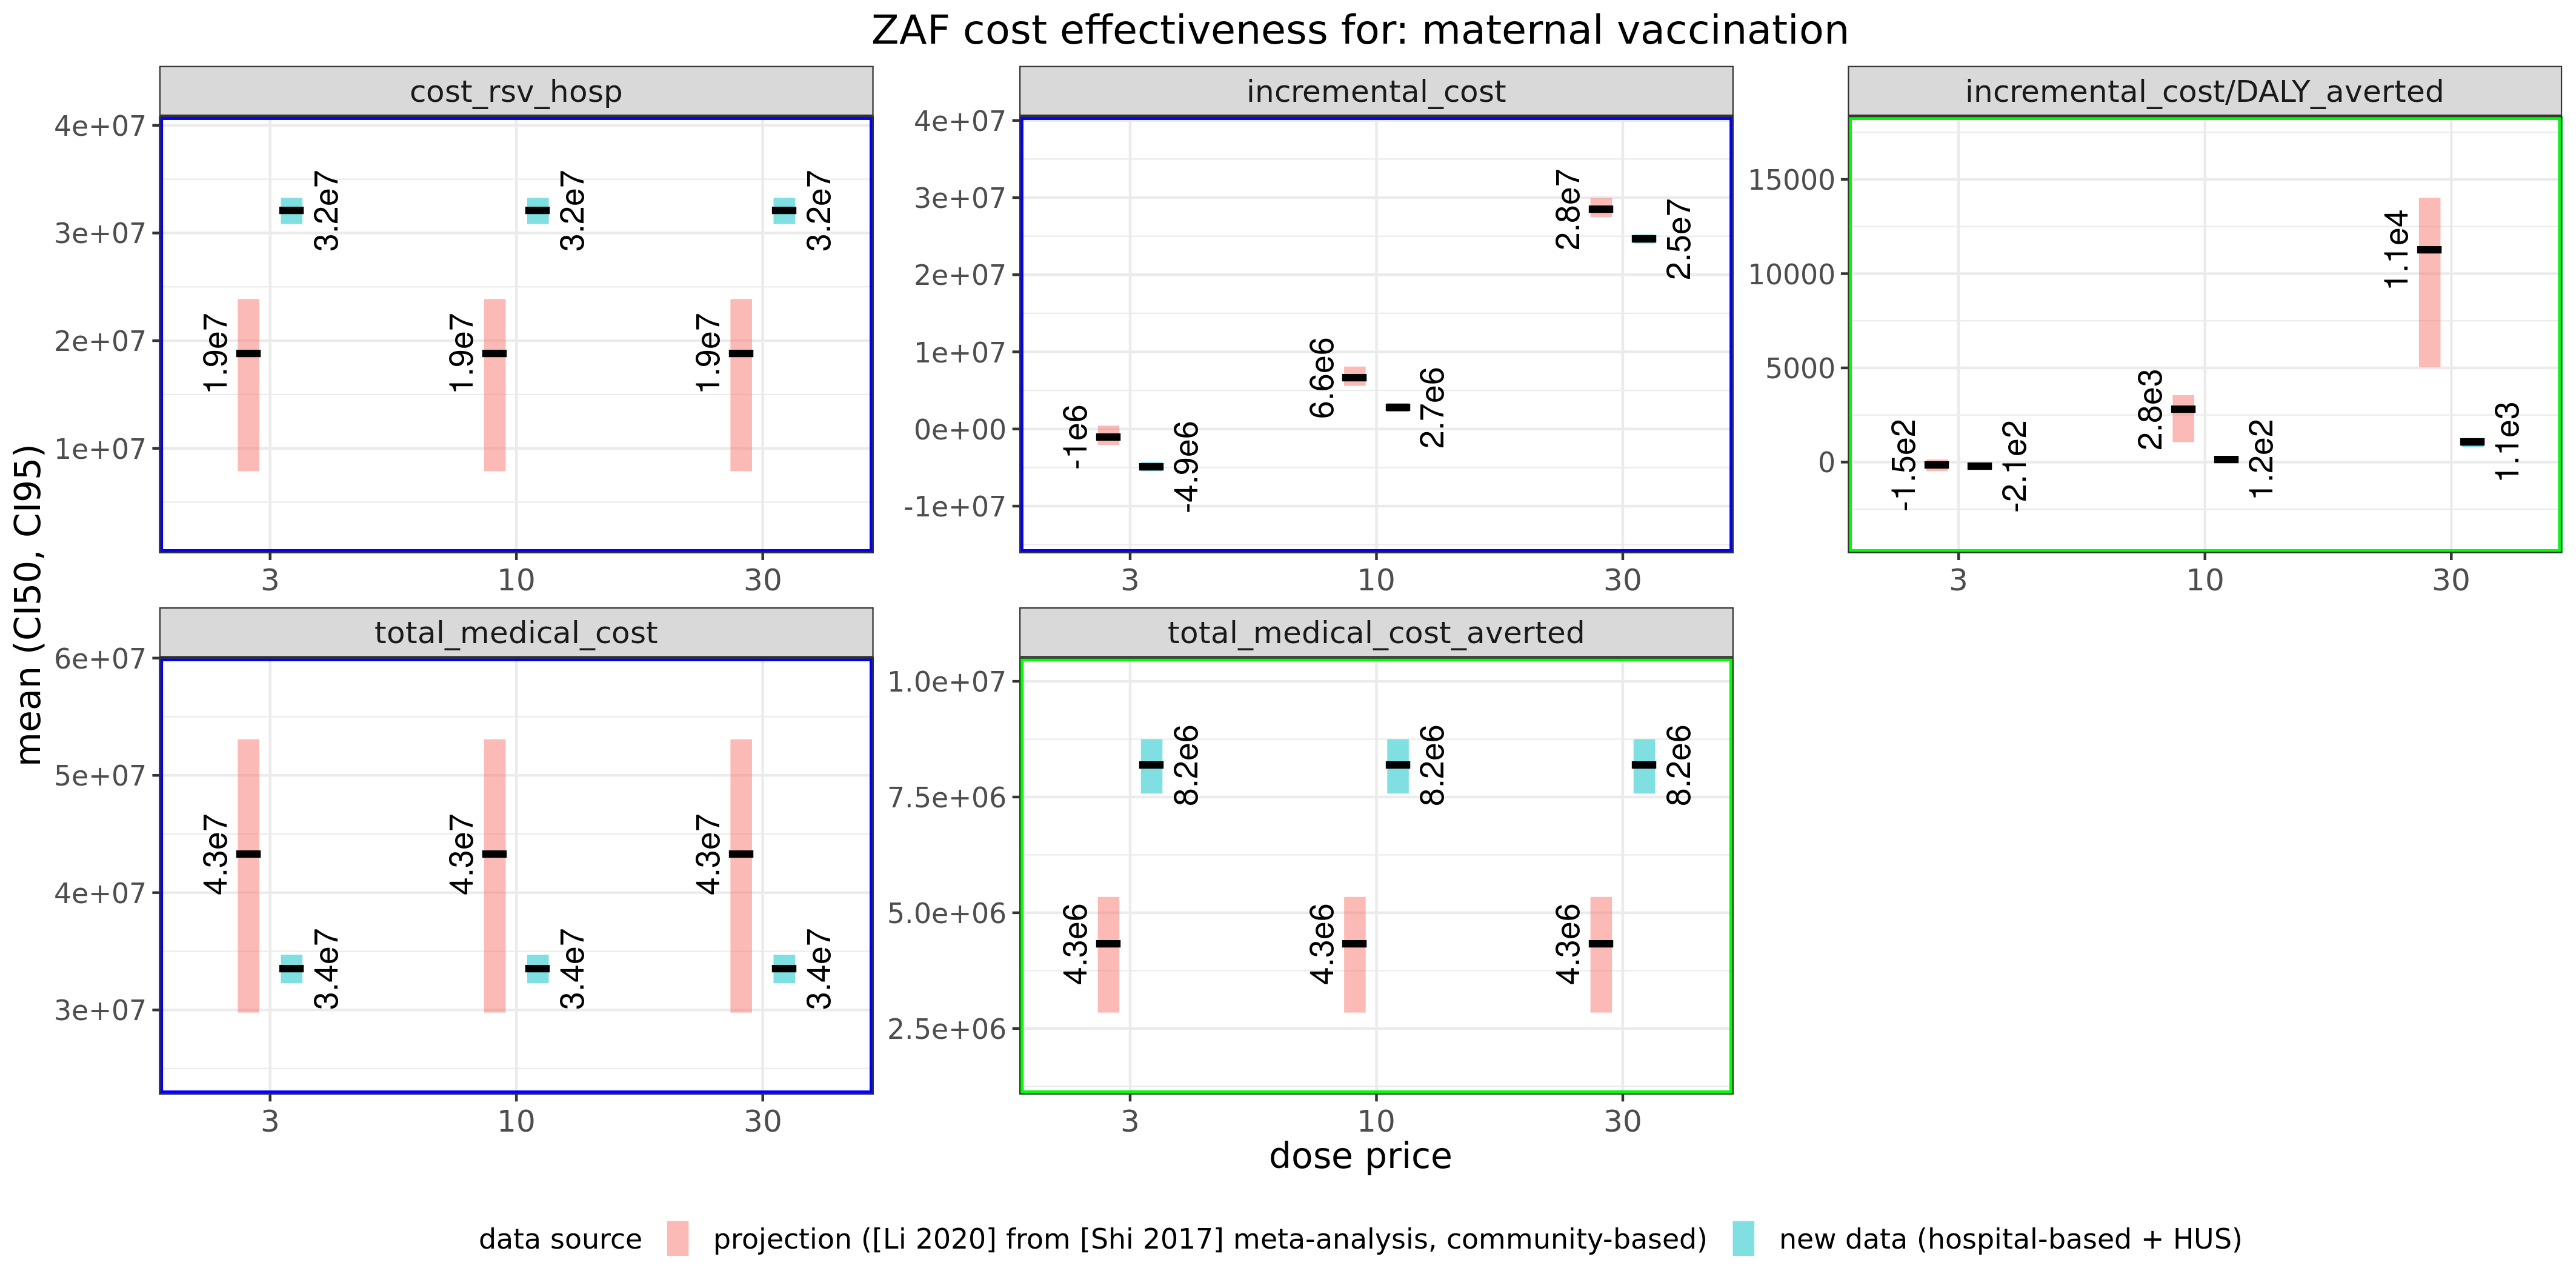 ZAF cost effectiveness for: maternal vaccination
mean (CI50, CI95)
cost_rsv_hosp
4e+07
3e+07
2e+07
1e+07
1.9e7
3.2e7
1.9e7
3.2e7
1.9e7
3.2e7
3
10
30
incremental_cost
4e+07
3e+07
2e+07
1e+07
0e+00
-1e+07
-1e6
-4.9e6
6.6e6
2.7e6
2.8e7
2.5e7
3
10
30
incremental_cost/DALY_averted
15000
10000
5000
0
-1.5e2
-2.1e2
2.8e3
1.2e2
1.1e4
1.1e3
3
10
30
total_medical_cost
6e+07
5e+07
4e+07
3e+07
4.3e7
3.4e7
4.3e7
3.4e7
4.3e7
3.4e7
3
10
30
total_medical_cost_averted
1.0e+07
7.5e+06
5.0e+06
2.5e+06
4.3e6
8.2e6
4.3e6
8.2e6
4.3e6
8.2e6
3
10
30
dose price
data source
projection ([Li 2020] from [Shi 2017] meta-analysis, community-based)
new data (hospital-based + HUS)